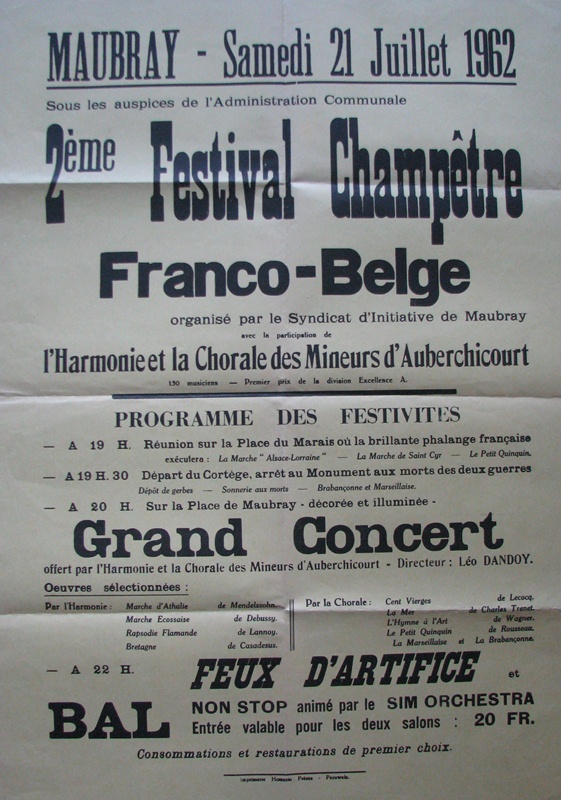 MAUBRAY - Samedi 21 Juillet 1962
Sous les auspices de l'Administration Communale
2ème Festival Champêtre
Franco-Belge
organisé par le Syndicat d'Initiative de Maubray
avec la participation de
l'Harmonie et la Chorale des Mineurs d'Auberchicourt
130 musiciens — Premier prix de la division Excellence A.
PROGRAMME DES FESTIVITES
— A 19 H. Réunion sur la Place du Marais où la brillante phalange française
exécutera : La Marche " Alsace-Lorraine " — La Marche de Saint Cyr — Le Petit Quinquin.
— A 19 H. 30 Départ du Cortège, arrêt au Monument aux morts des deux guerres
Dépôt de gerbes — Sonnerie aux morts — Brabançonne et Marseillaise.
— A 20 H. Sur la Place de Maubray - décorée et illuminée -
Grand Concert
offert par l'Harmonie et la Chorale des Mineurs d'Auberchicourt - Directeur : Léo DANDOY.
Oeuvres sélectionnées :
Par l'Harmonie : Marche d'Athalie de Mendelssohn.
Marche Ecossaise de Debussy.
Rapsodie Flamande de Lannoy.
Bretagne de Casadesus.
Par la Chorale : Cent Vierges de Lecocq.
La Mer de Charles Trenet.
L'Hymne à l'Art de Wagner.
Le Petit Quinquin de Rousseau.
La Marseillaise et La Brabançonne.
— A 22 H. FEUX D'ARTIFICE et
BAL NON STOP animé par le SIM ORCHESTRA
Entrée valable pour les deux salons : 20 FR.
Consommations et restaurations de premier choix.
Imprimerie Frères - Peruwelz.